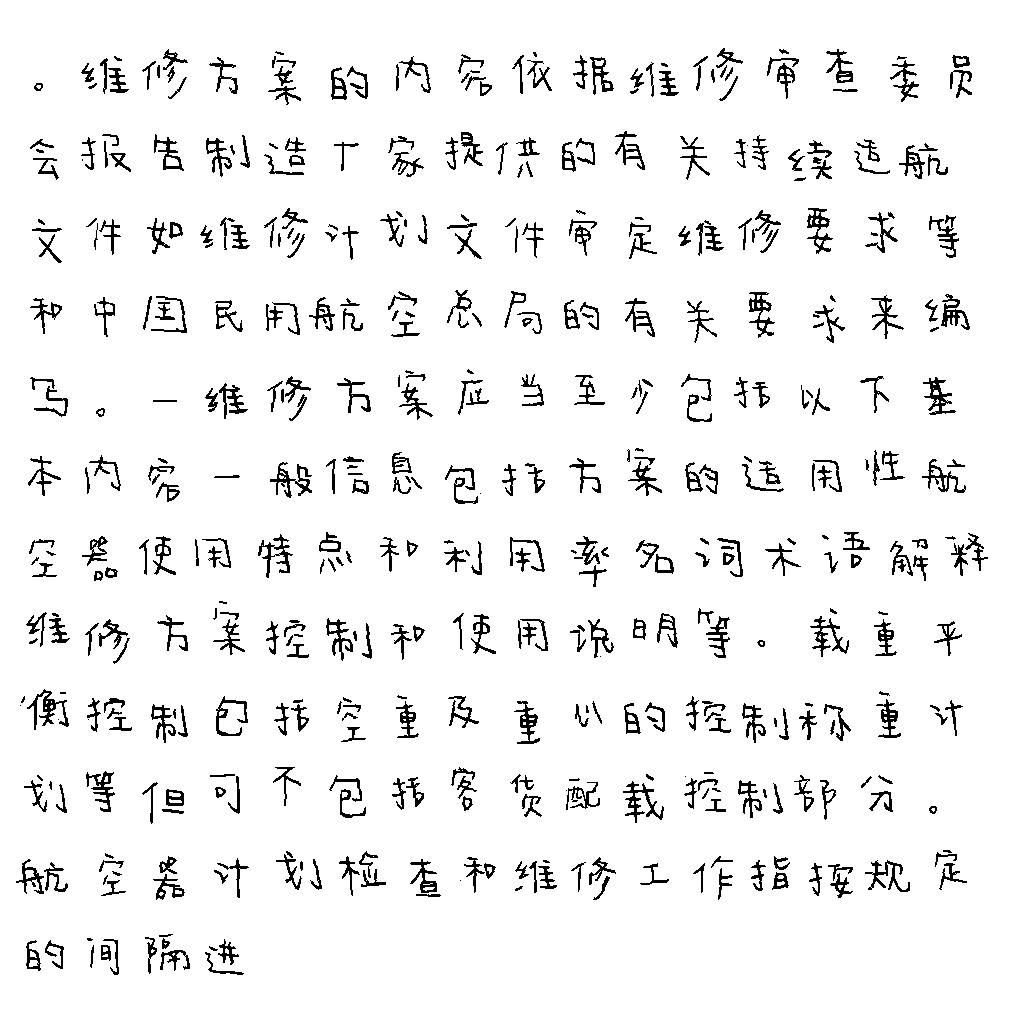 。维修方案的内容依据维修审查委员
会报告制造厂家提供的有关持续适航
文件如维修计划文件审定维修要求等
和中国民用航空总局的有关要求来编
写。一维修方案应当至少包括以下基
本内容一般信息包括方案的适用性航
空器使用特点和利用率名词术语解释
维修方案控制和使用说明等。载重平
衡控制包括空重及重心的控制称重计
划等但可不包括客货配载控制部分。
航空器计划检查和维修工作指按规定
的间隔进